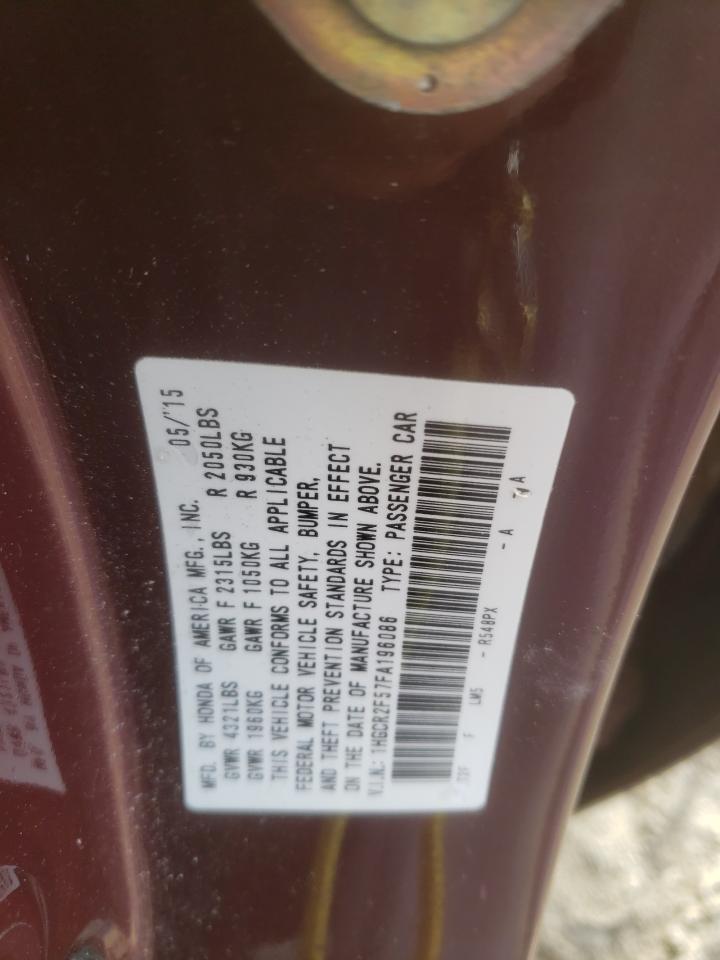 MFD. BY HONDA OF AMERICA MFG., INC. 05/'15
GVWR 4321LBS GAWR F 2315LBS R 2050LBS
GVWR 1960KG GAWR F 1050KG R 930KG
THIS VEHICLE CONFORMS TO ALL APPLICABLE
FEDERAL MOTOR VEHICLE SAFETY, BUMPER,
AND THEFT PREVENTION STANDARDS IN EFFECT
ON THE DATE OF MANUFACTURE SHOWN ABOVE.
V.I.N.: 1HGCR2F57FA196086 TYPE: PASSENGER CAR
F LM5 - R548PX - A